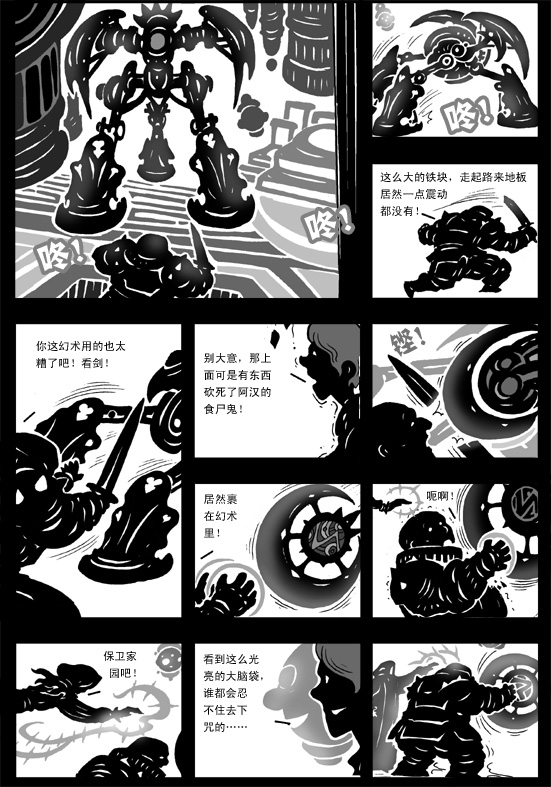 咚!
咚!
咚!
这么大的铁块，走起路来地板
居然一点震动
都没有!
你这幻术用的也太
糟了吧! 看剑!
别大意，那上
面可是有东西
砍死了阿汉的
食尸鬼!
铿!
居然裹
在幻术
里!
呃啊!
保卫家
园吧!
看到这么光
亮的大脑袋，
谁都会忍
不住去下
咒的……